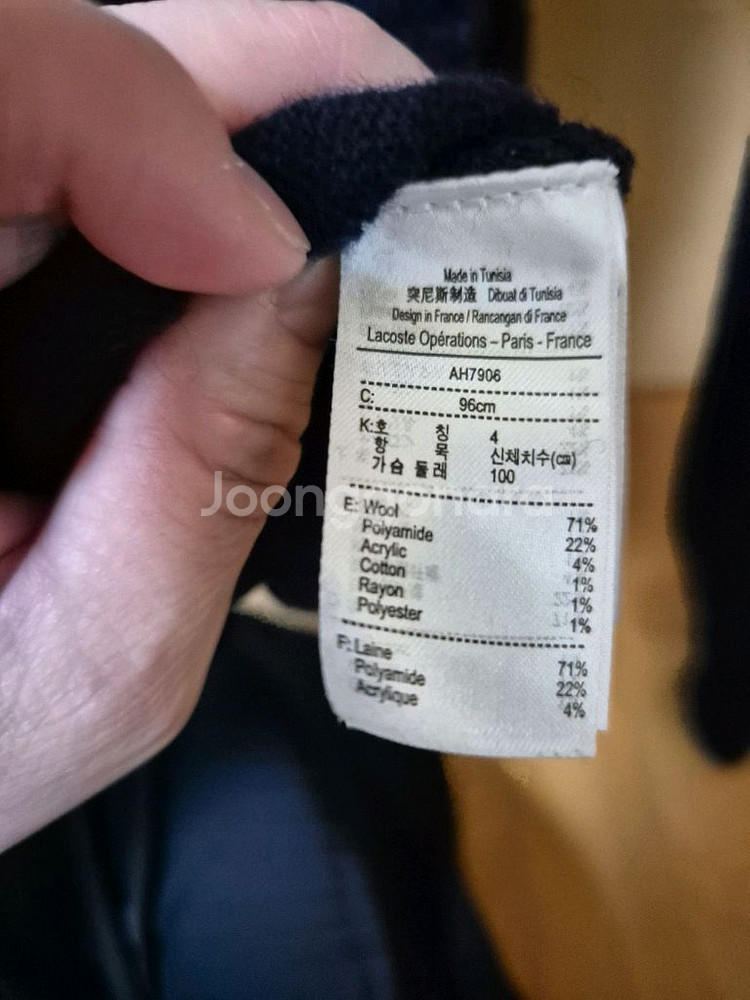 Made in Tunisia
突尼斯制造 Dibuat di Tunisia
Design in France / Rancangan di France
Lacoste Opérations – Paris - France
AH7906
C: 96cm
K:호 칭 4
항 목 신체치수(㎝)
가슴 둘레 100
Joonggonara
E: Wool 71%
Polyamide 22%
Acrylic 4%
Cotton 1%
Rayon 1%
Polyester 1%
F: Laine 71%
Polyamide 22%
Acrylique 4%